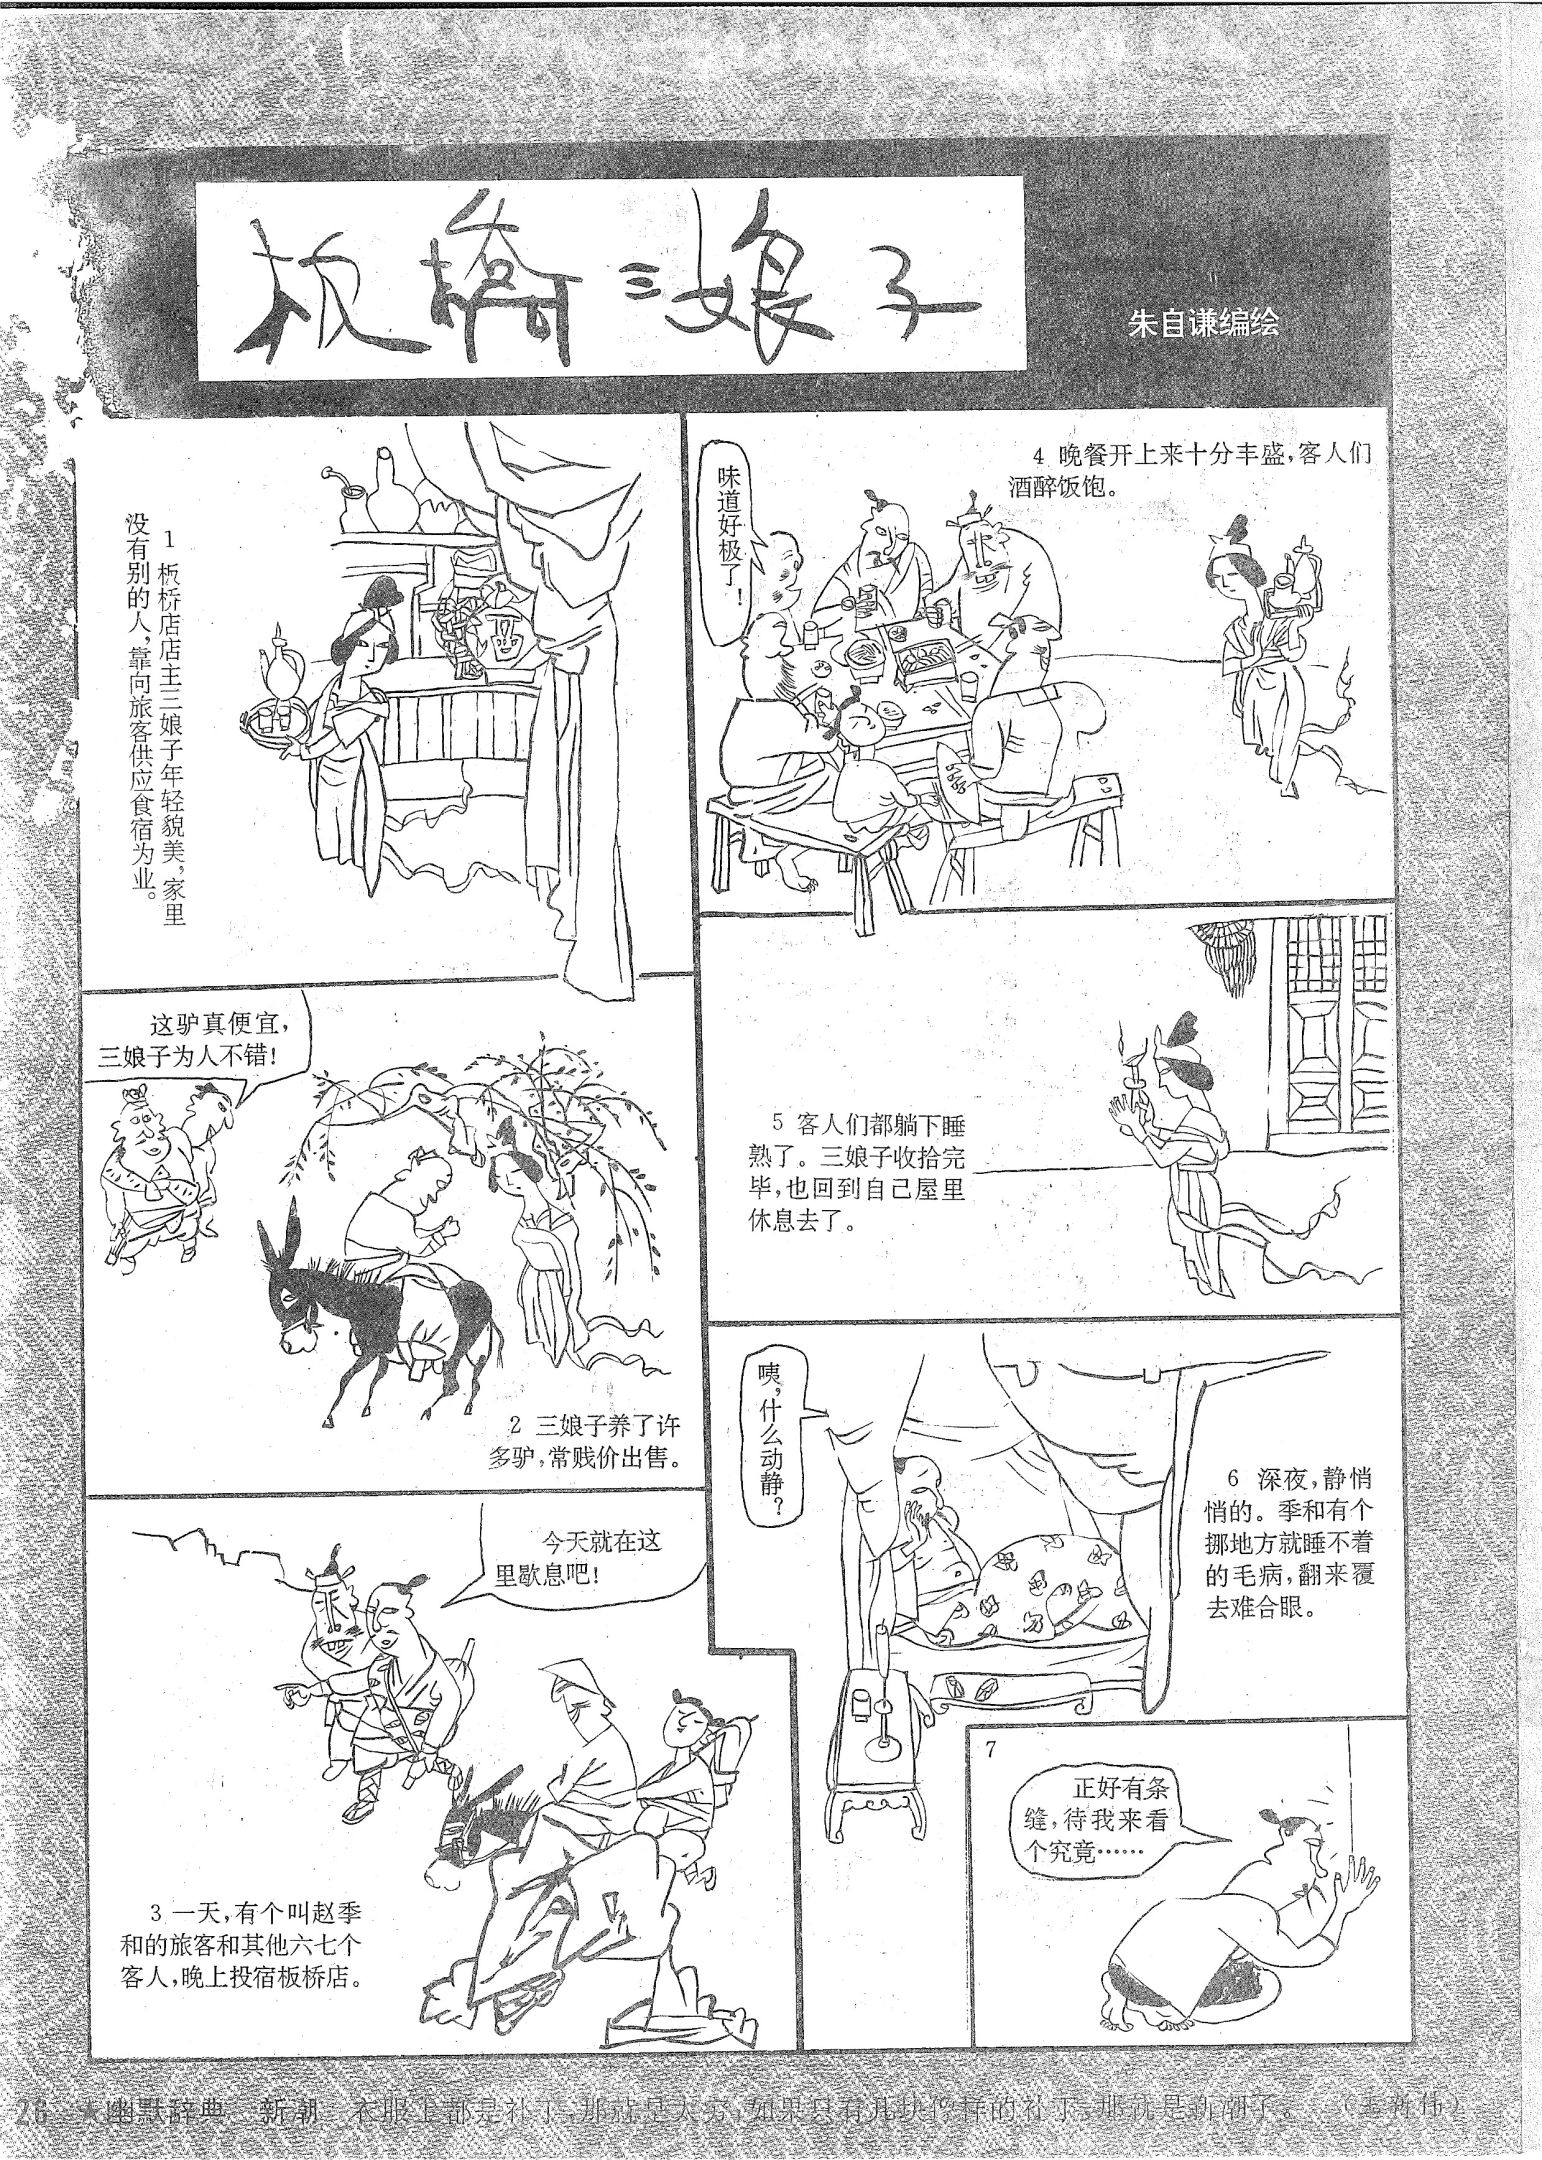 板橋三娘子
朱自谦编绘
1 板桥店店主三娘子年轻貌美，家里
没有别的人，靠向旅客供应食宿为业。
这驴真便宜，
三娘子为人不错！
2 三娘子养了许
多驴，常贱价出售。
今天就在这
里歇息吧！
3 一天，有个叫赵季
和的旅客和其他六七个
客人，晚上投宿板桥店。
4 晚餐开上来十分丰盛，客人们
酒醉饭饱。
味道好极了！
5 客人们都躺下睡
熟了。三娘子收拾完
毕，也回到自己屋里
休息去了。
咦，什么动静？
6 深夜，静悄
悄的。季和有个
挪地方就睡不着
的毛病，翻来覆
去难合眼。
7
正好有条
缝，待我来看
个究竟……
26 ★幽默辞典 新潮 衣服上都是补丁，那就是太穷，如果只有几块像样的补丁，那就是新潮了。